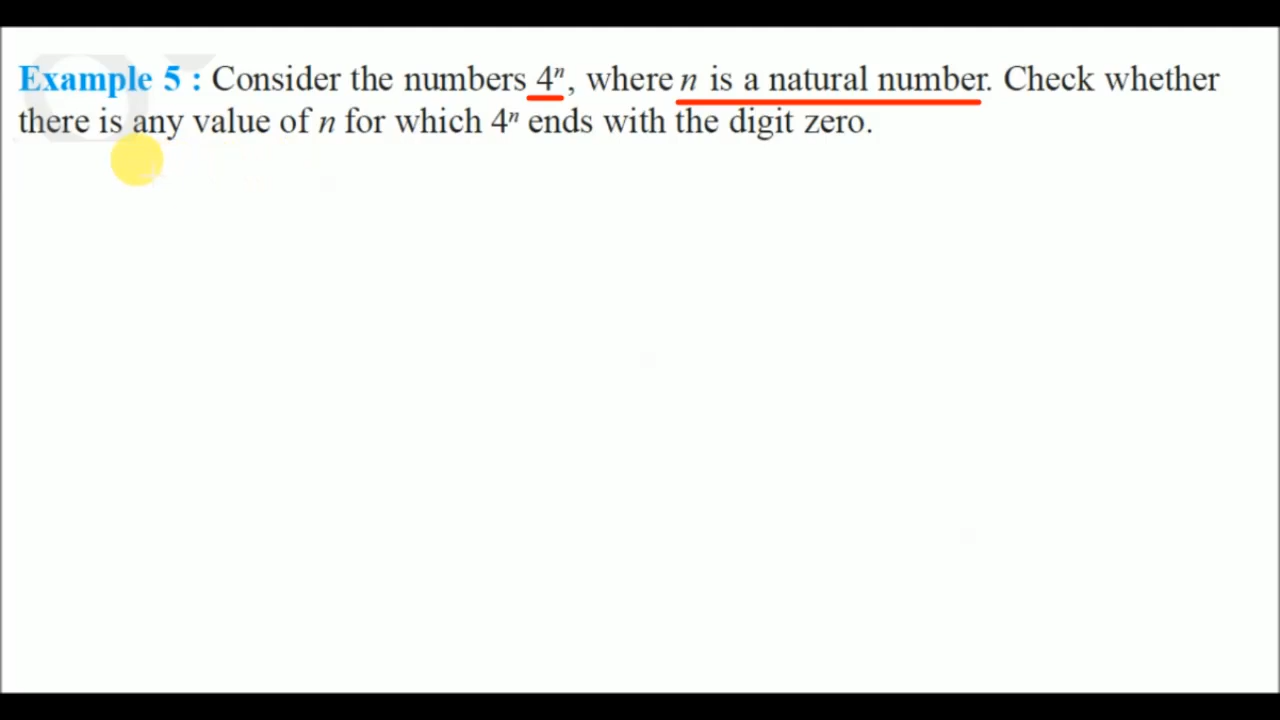 Example 5 : Consider the numbers 4ⁿ, where n is a natural number. Check whether
there is any value of n for which 4ⁿ ends with the digit zero.